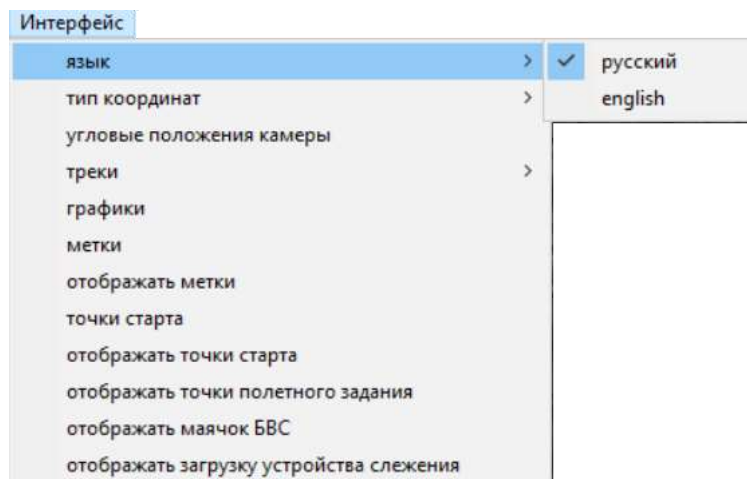 Интерфейс
язык
русский
тип координат
english
угловые положения камеры
треки
графики
метки
отображать метки
точки старта
отображать точки старта
отображать точки полетного задания
отображать маячок БВС
отображать загрузку устройства слежения